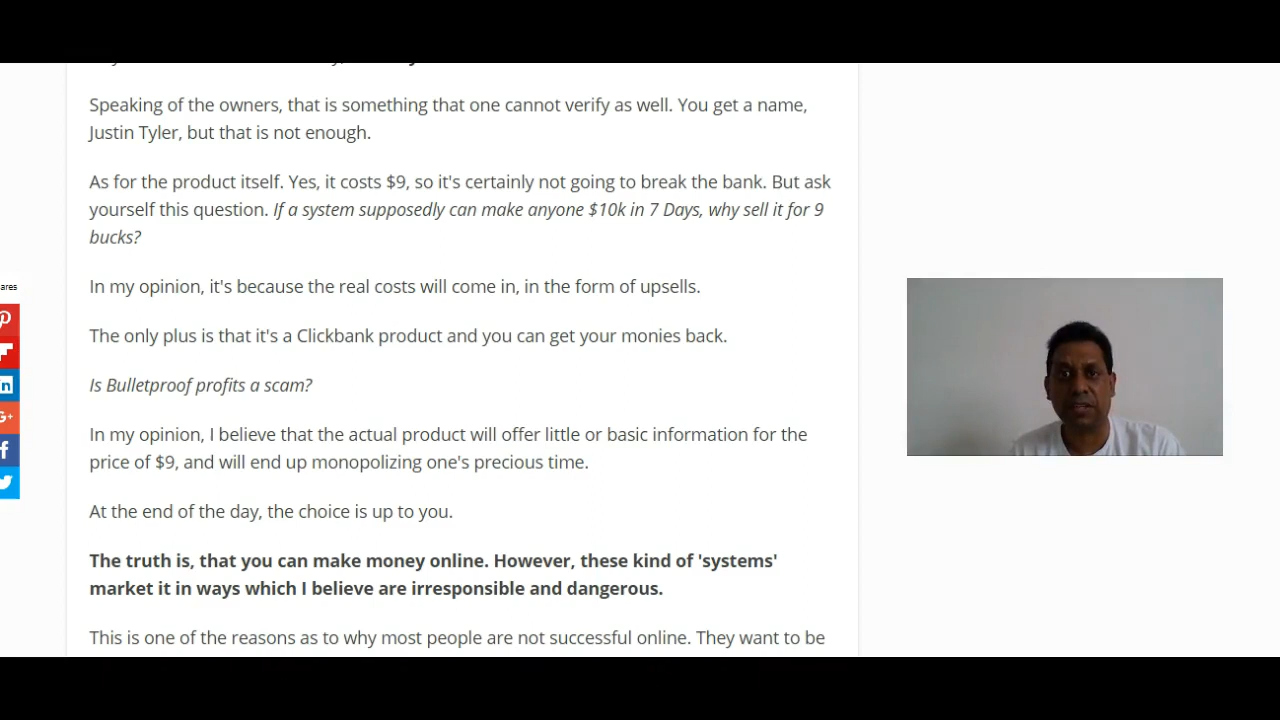 Speaking of the owners, that is something that one cannot verify as well. You get a name,
Justin Tyler, but that is not enough.
As for the product itself. Yes, it costs $9, so it's certainly not going to break the bank. But ask
yourself this question. If a system supposedly can make anyone $10k in 7 Days, why sell it for 9
bucks?
In my opinion, it's because the real costs will come in, in the form of upsells.
ares
The only plus is that it's a Clickbank product and you can get your monies back.
Is Bulletproof profits a scam?
In my opinion, I believe that the actual product will offer little or basic information for the
price of $9, and will end up monopolizing one's precious time.
At the end of the day, the choice is up to you.
The truth is, that you can make money online. However, these kind of 'systems'
market it in ways which I believe are irresponsible and dangerous.
This is one of the reasons as to why most people are not successful online. They want to be